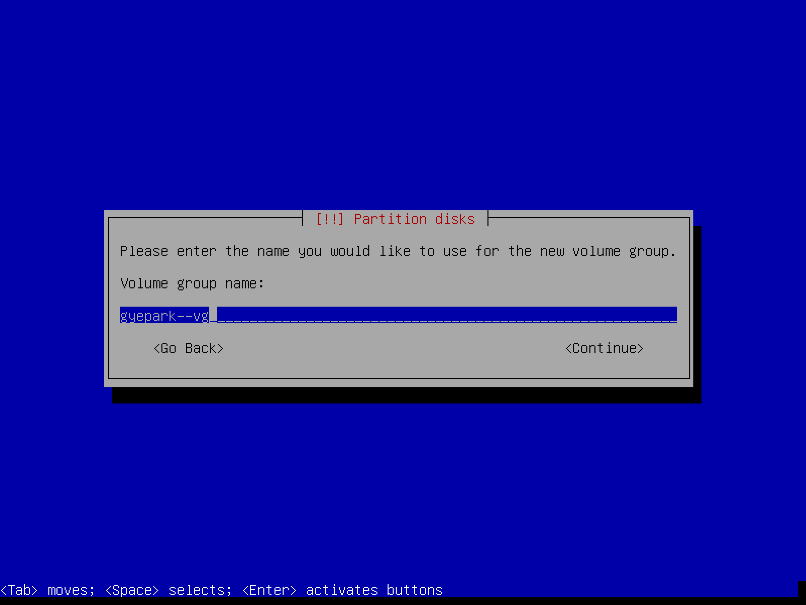 [!!] Partition disks
Please enter the name you would like to use for the new volume group.
Volume group name:
gyepark--vg
<Go Back> <Continue>
<Tab> moves; <Space> selects; <Enter> activates buttons